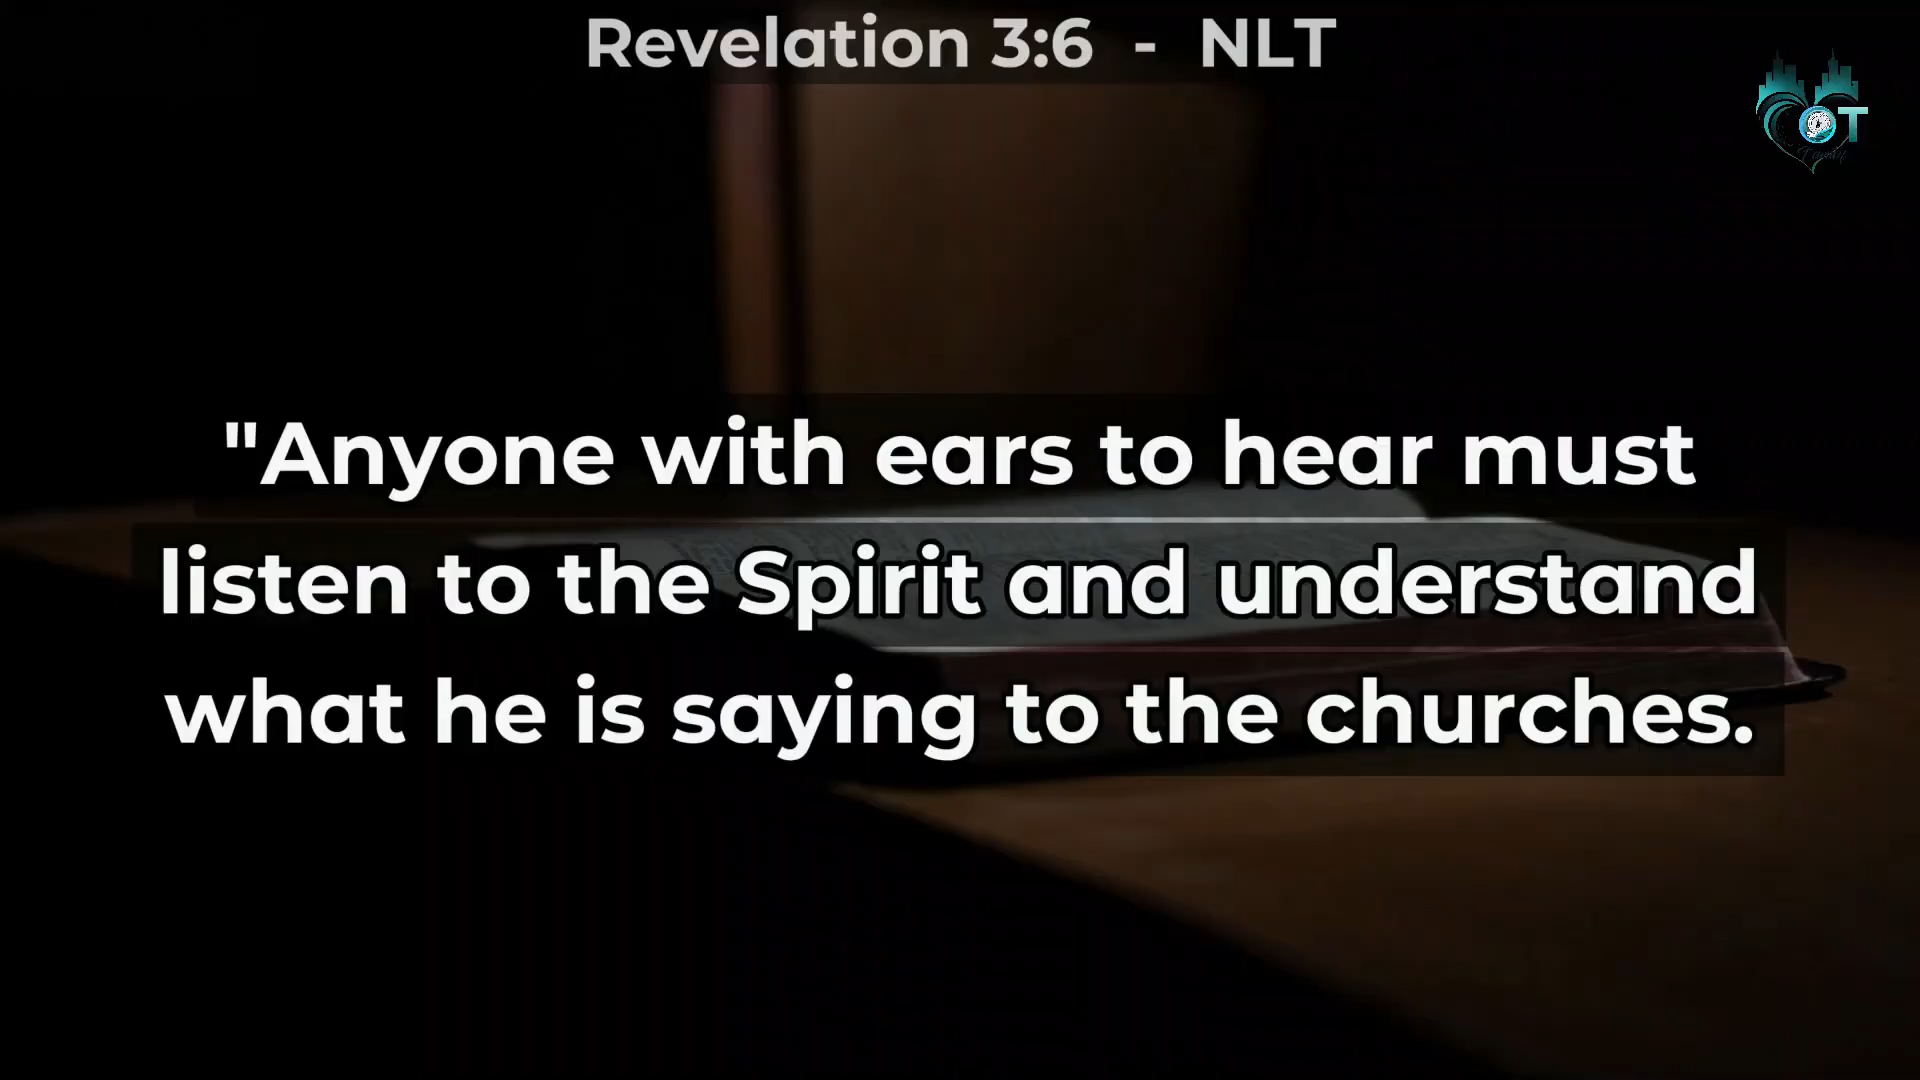 Revelation 3:6 - NLT
"Anyone with ears to hear must
listen to the Spirit and understand
what he is saying to the churches.
OT